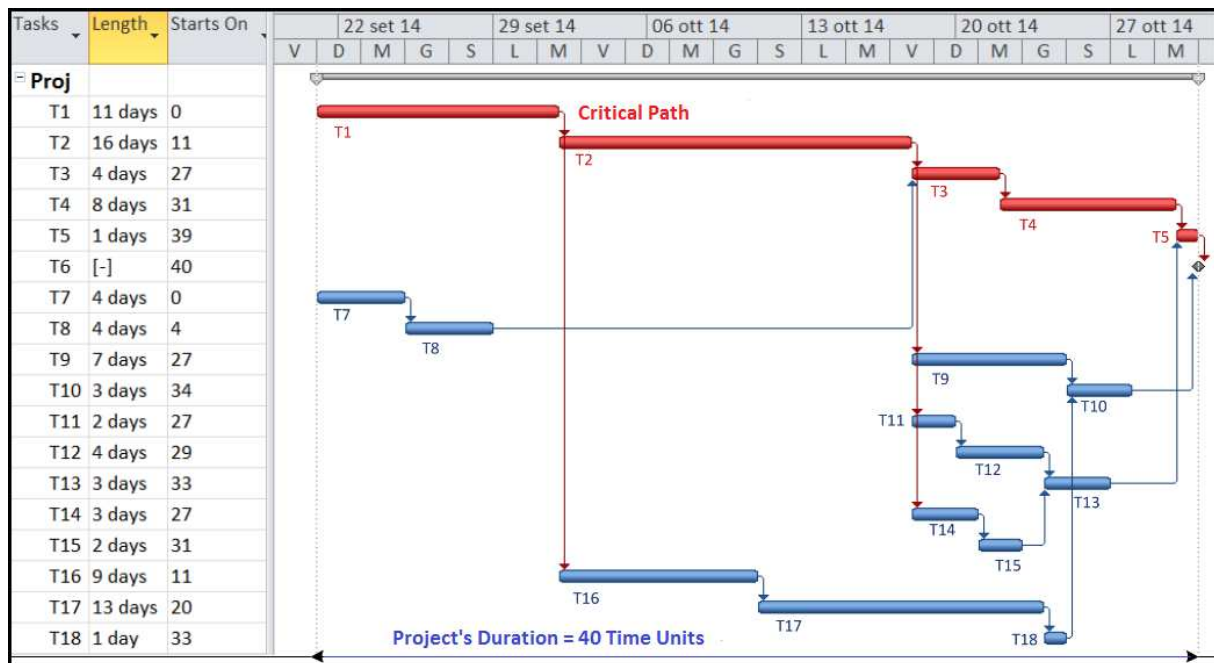 Tasks Length Starts On 22 set 14 29 set 14 06 ott 14 13 ott 14 20 ott 14 27 ott 14
V D M G S L M V D M G S L M V D M G S L M
Proj
T1 11 days 0 Critical Path
T1
T2 16 days 11
T2
T3 4 days 27
T3
T4 8 days 31
T4
T5 1 days 39 T5
T6 [-] 40
T7 4 days 0
T7
T8 4 days 4
T8
T9 7 days 27
T9
T10 3 days 34
T10
T11 2 days 27 T11
T12 4 days 29
T12
T13 3 days 33
T13
T14 3 days 27
T14
T15 2 days 31
T15
T16 9 days 11
T16
T17 13 days 20
T17
T18 1 day 33 Project's Duration = 40 Time Units T18